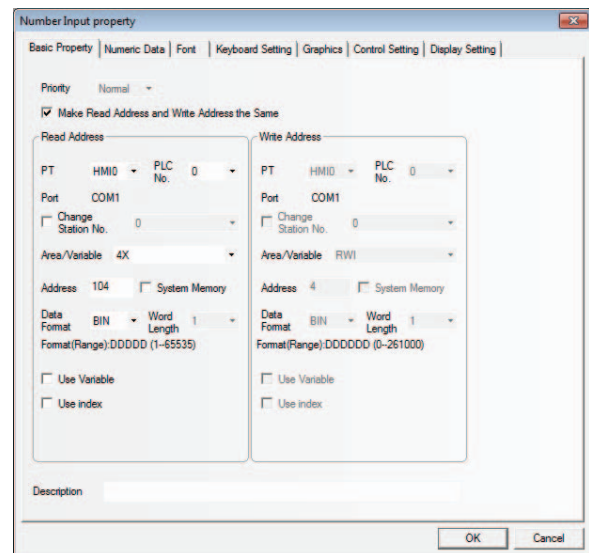 Number Input property
Basic Property Numeric Data Font Keyboard Setting Graphics Control Setting Display Setting
Priority Normal
Make Read Address and Write Address the Same
Read Address
PT HMI0 PLC No. 0
Port COM1
Change Station No. 0
Area/Variable 4X
Address 104 System Memory
Data Format BIN Word Length 1
Format(Range):DDDDD (1--65535)
Use Variable
Use index
Write Address
PT HMI0 PLC No. 0
Port COM1
Change Station No. 0
Area/Variable RWI
Address 4 System Memory
Data Format BIN Word Length 1
Format(Range):DDDDDD (0--261000)
Use Variable
Use index
Description
OK Cancel